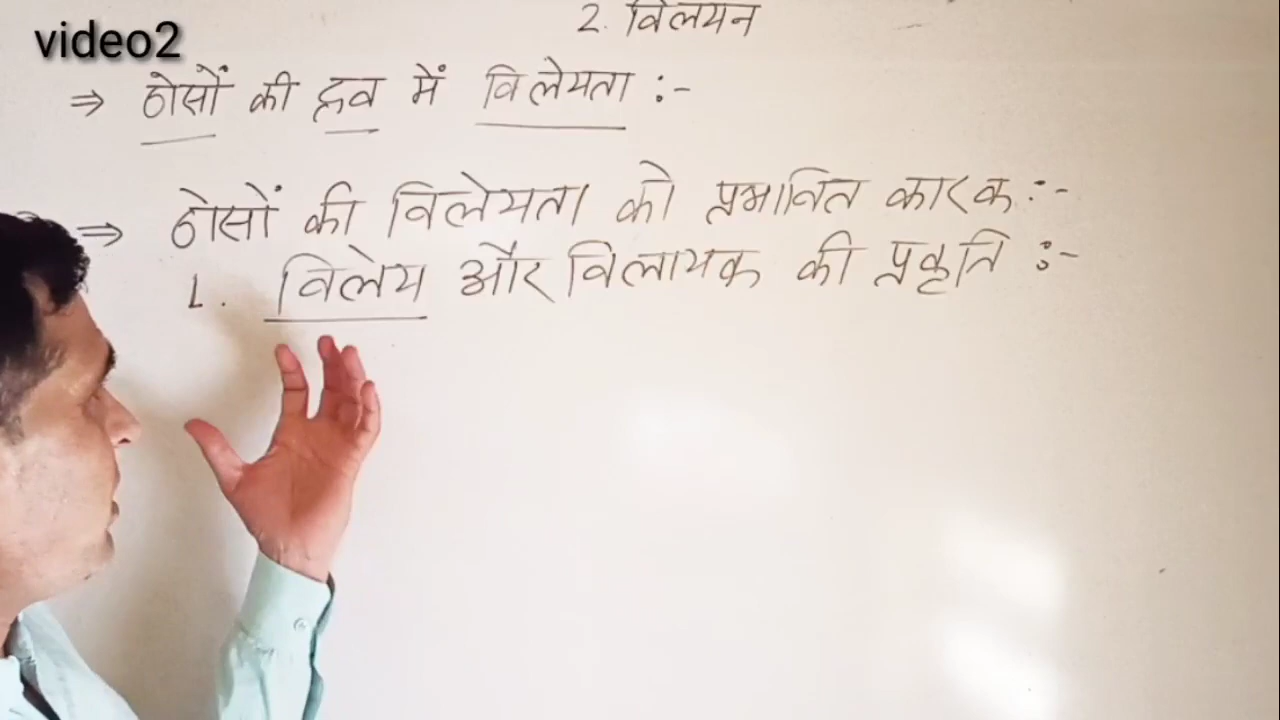 video2
2. विलयन
⇒ ठोसों की द्रव में विलेयता :-
⇒ ठोसों की विलेयता को प्रभावित कारक :-
1. विलेय और विलायक की प्रकृति :-